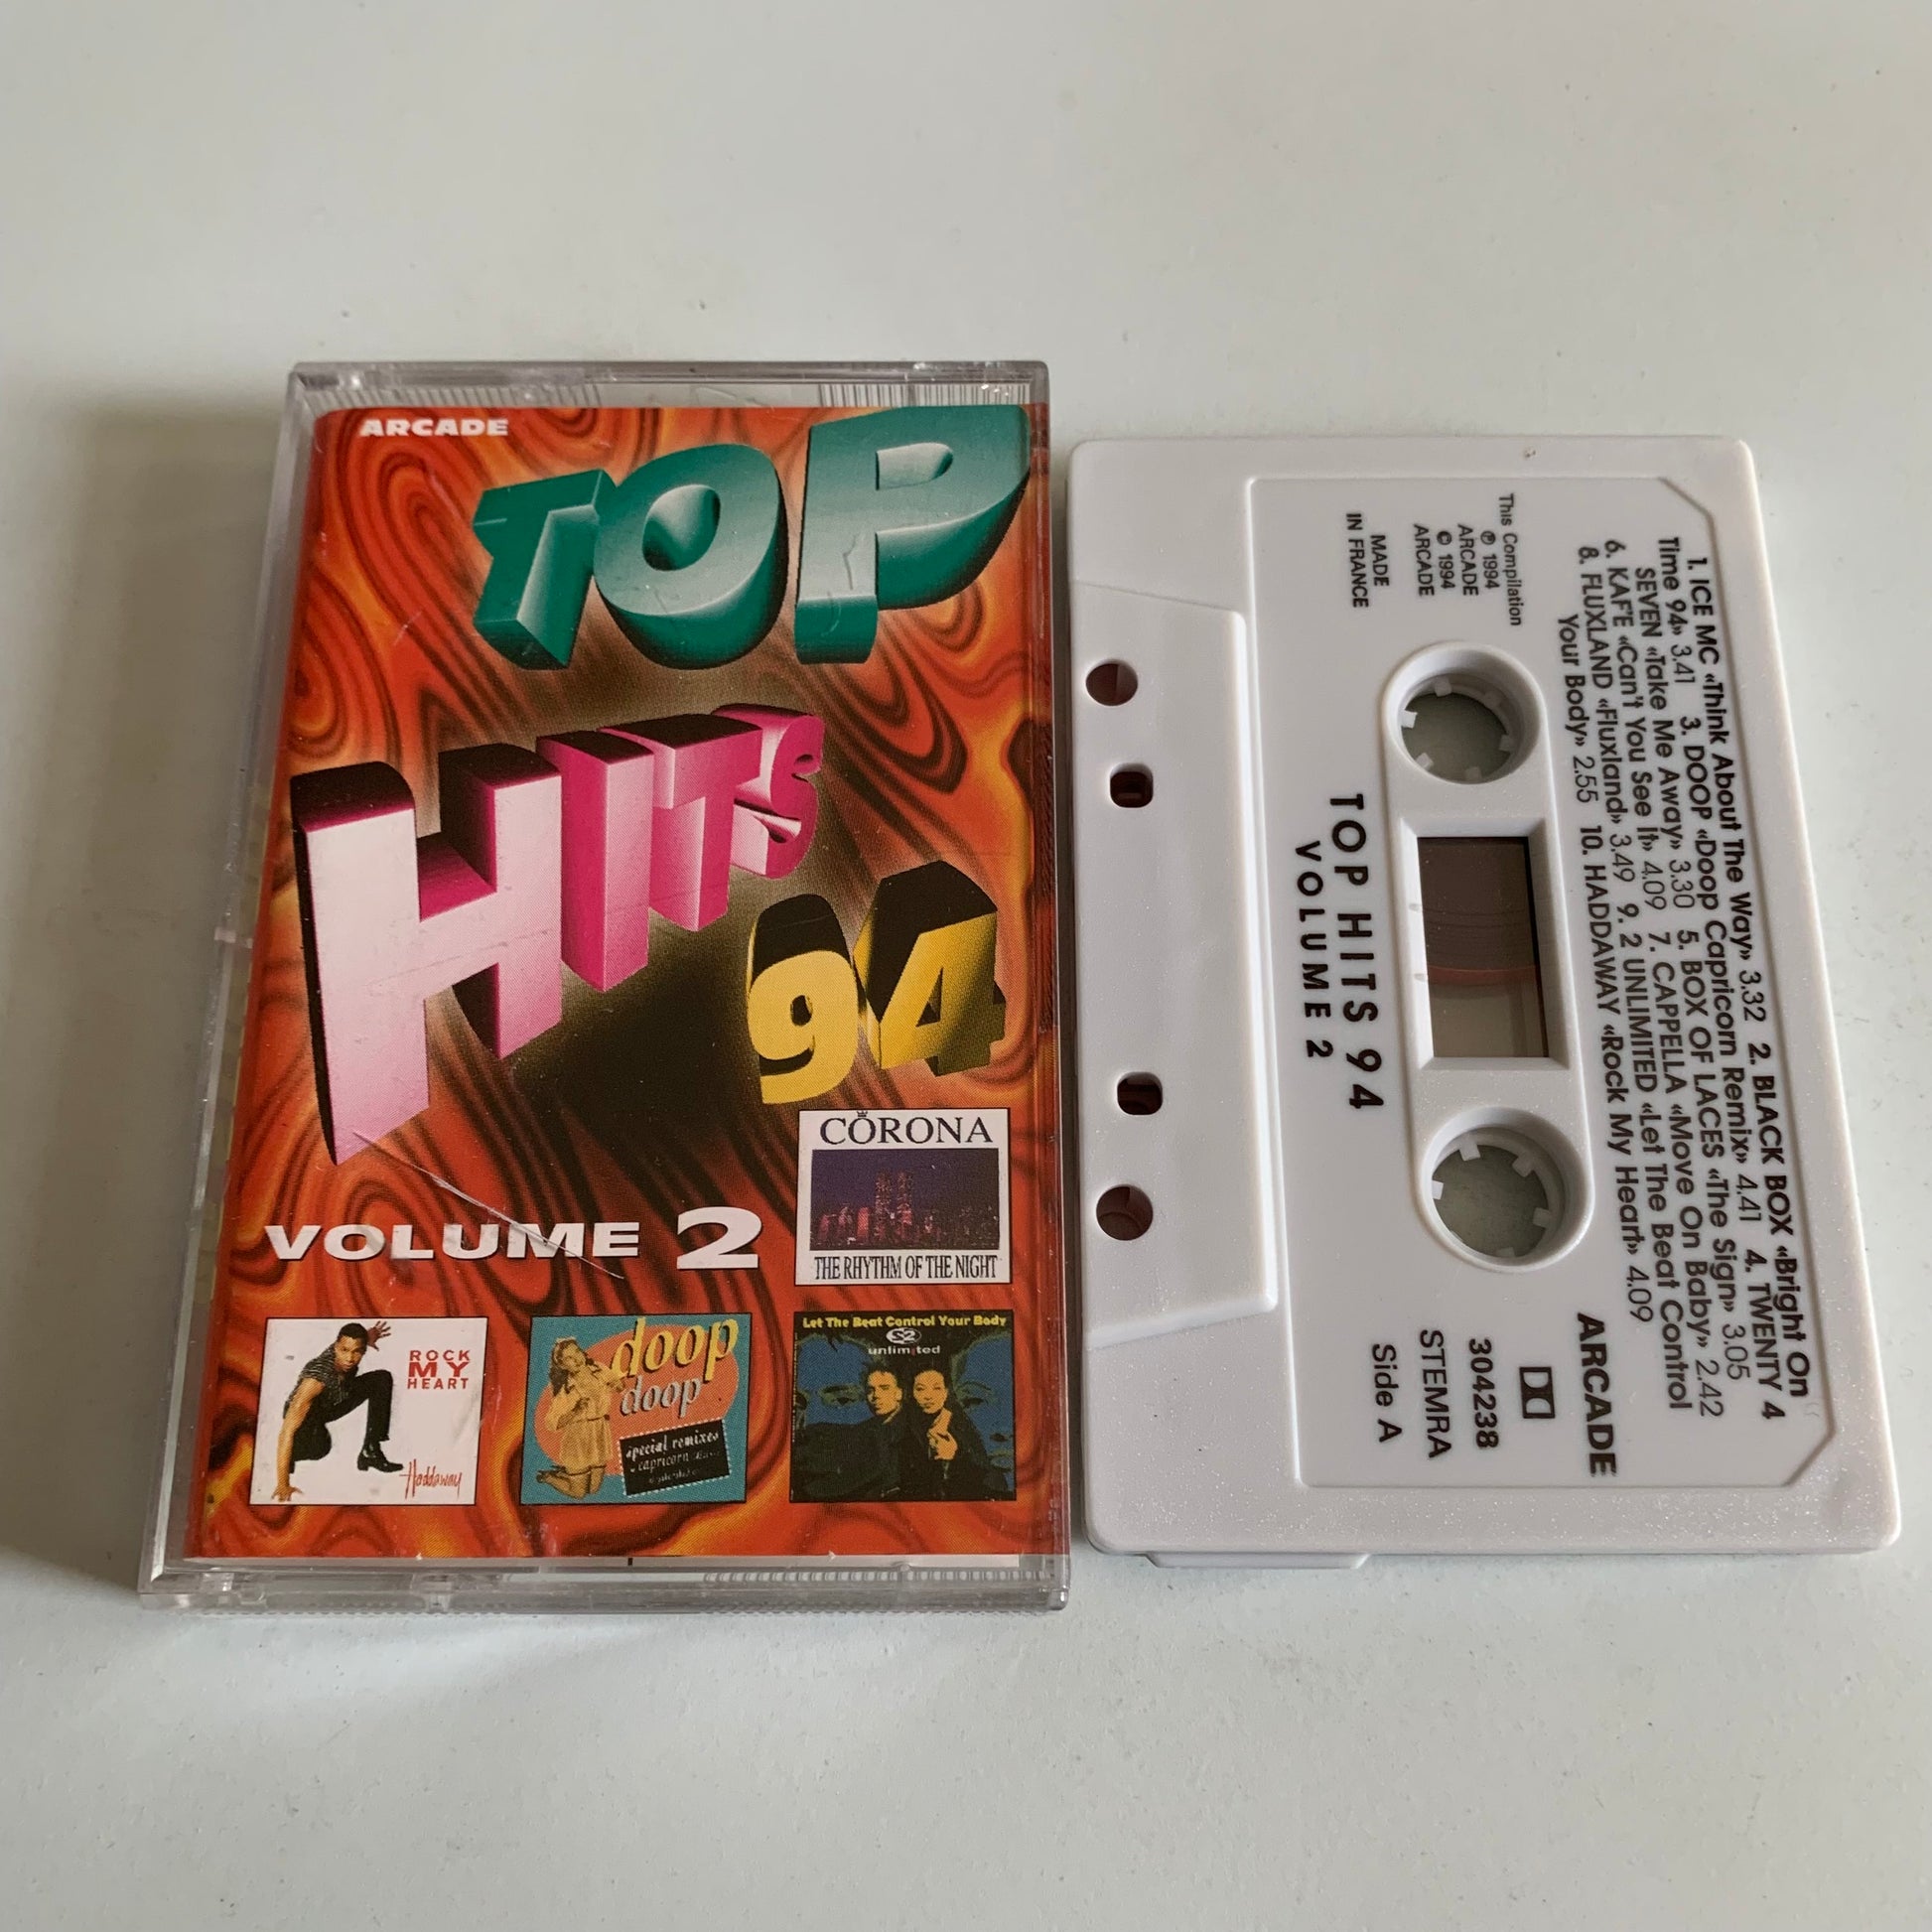 ARCADE
TOP
HITS
94
VOLUME 2
CORONA
THE RHYTHM OF THE NIGHT
ROCK
MY
HEART
Haddaway
doop
doop
special remixes
capricorn
Let The Beat Control Your Body
2
unlimited
1. ICE MC «Think About The Way» 3.32 2. BLACK BOX «Bright On
Time 94» 3.41 3. DOOP «Doop Capricorn Remix» 4.41 4. TWENTY 4
SEVEN «Take Me Away» 3.30 5. BOX OF LACES «The Sign» 3.05
6. KAF'E «Can't You See It» 4.09 7. CAPPELLA «Move On Baby» 2.42
8. FLUXLAND «Fluxland» 3.49 9. 2 UNLIMITED «Let The Beat Control
Your Body» 2.55 10. HADDAWAY «Rock My Heart» 4.09
This Compilation
℗ 1994
ARCADE
© 1994
ARCADE
MADE
IN FRANCE
ARCADE
304238
STEMRA
Side A
TOP HITS 94
VOLUME 2